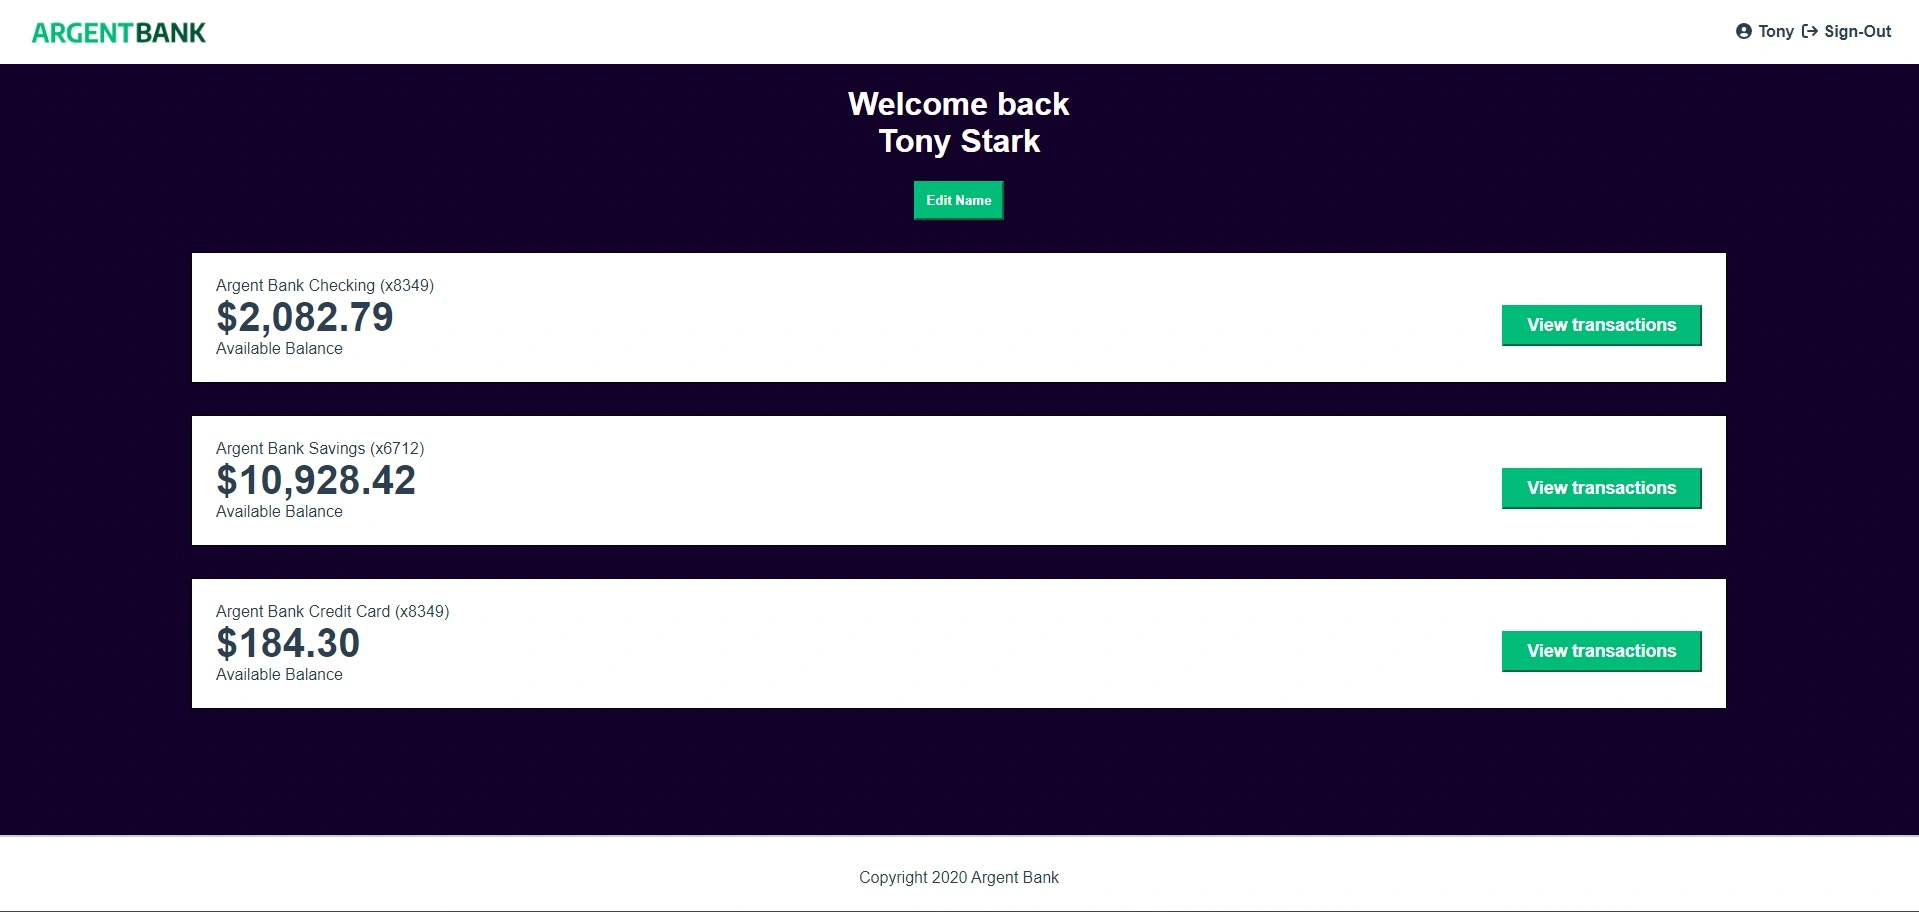 ARGENTBANK
Tony Sign-Out
Welcome back
Tony Stark
Edit Name
Argent Bank Checking (x8349)
$2,082.79
Available Balance
View transactions
Argent Bank Savings (x6712)
$10,928.42
Available Balance
View transactions
Argent Bank Credit Card (x8349)
$184.30
Available Balance
View transactions
Copyright 2020 Argent Bank